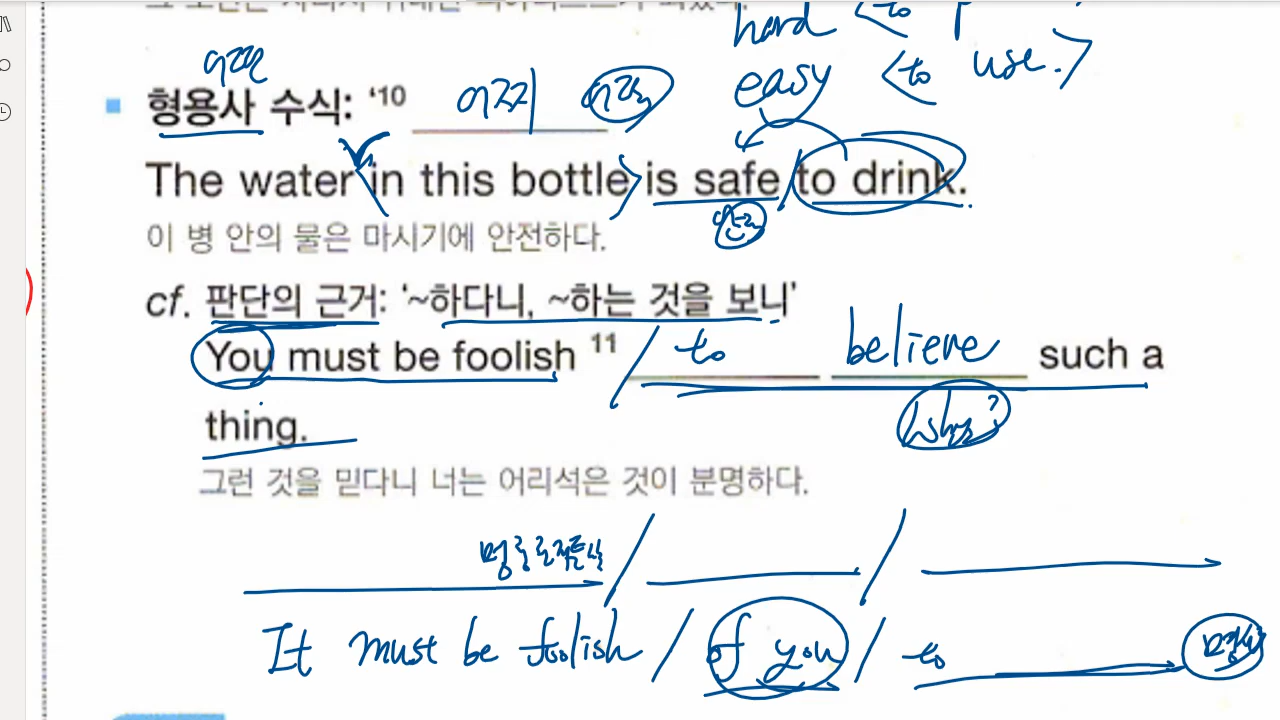 hard <to
easy <to use.>
형용사 수식: '10
The water <in this bottle> is safe / to drink.
이 병 안의 물은 마시기에 안전하다.
cf. 판단의 근거: '~하다니, ~하는 것을 보니'
You must be foolish 11 / to believe such a
why?
thing.
그런 것을 믿다니 너는 어리석은 것이 분명하다.
It must be foolish / of you / to